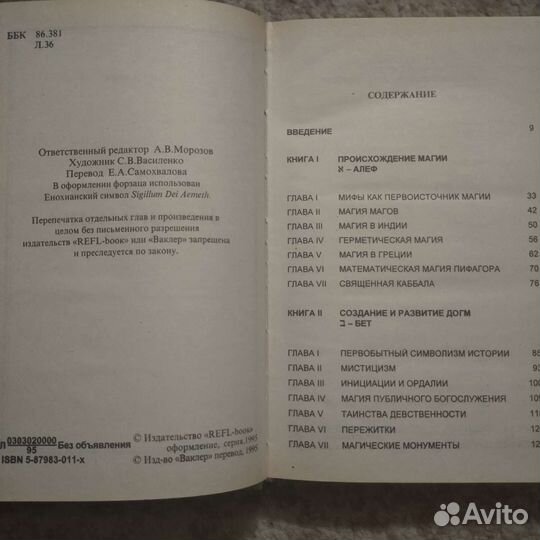 ББК 86.381
Л.36
Ответственный редактор А.В.Морозов
Художник С.В.Василенко
Перевод Е.А.Самохвалова
В оформлении форзаца использован
Енохианский символ Sigillum Dei Aemeth.
Перепечатка отдельных глав и произведения в
целом без письменного разрешения
издательств «REFL-book» или «Ваклер» запрещена
и преследуется по закону.
Л 0303020000 Без объявления
95
ISBN 5-87983-011-x
© Издательство «REFL-book»
оформление, серия, 1995
© Изд-во «Ваклер» перевод, 1995
СОДЕРЖАНИЕ
ВВЕДЕНИЕ 9
КНИГА I ПРОИСХОЖДЕНИЕ МАГИИ
א – АЛЕФ
ГЛАВА I МИФЫ КАК ПЕРВОИСТОЧНИК МАГИИ 33
ГЛАВА II МАГИЯ МАГОВ 42
ГЛАВА III МАГИЯ В ИНДИИ 50
ГЛАВА IV ГЕРМЕТИЧЕСКАЯ МАГИЯ 56
ГЛАВА V МАГИЯ В ГРЕЦИИ 62
ГЛАВА VI МАТЕМАТИЧЕСКАЯ МАГИЯ ПИФАГОРА 70
ГЛАВА VII СВЯЩЕННАЯ КАББАЛА 76
КНИГА II СОЗДАНИЕ И РАЗВИТИЕ ДОГМ
ב – БЕТ
ГЛАВА I ПЕРВОБЫТНЫЙ СИМВОЛИЗМ ИСТОРИИ 85
ГЛАВА II МИСТИЦИЗМ 93
ГЛАВА III ИНИЦИАЦИИ И ОРДАЛИИ 100
ГЛАВА IV МАГИЯ ПУБЛИЧНОГО БОГОСЛУЖЕНИЯ
ГЛАВА V ТАИНСТВА ДЕВСТВЕННОСТИ
ГЛАВА VI ПЕРЕЖИТКИ
ГЛАВА VII МАГИЧЕСКИЕ МОНУМЕНТЫ
Avito